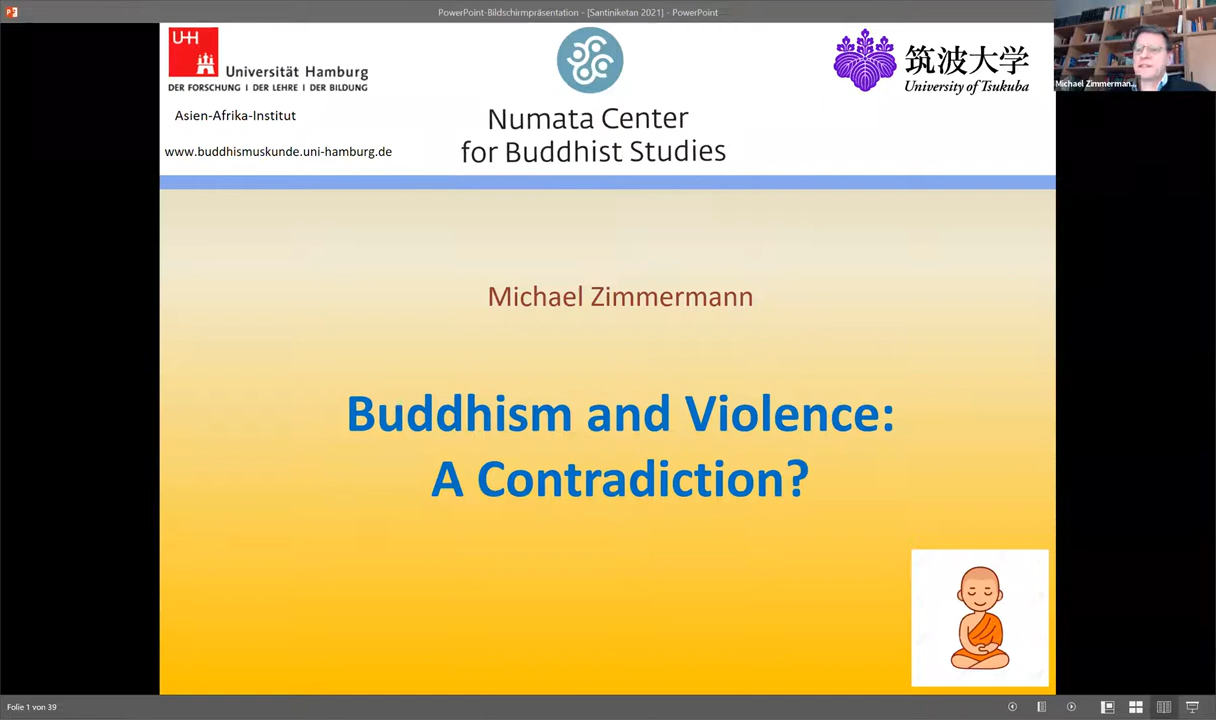 PowerPoint-Bildschirmpräsentation - [Santiniketan 2021] - PowerPoint
UHH
Universität Hamburg
DER FORSCHUNG | DER LEHRE | DER BILDUNG
Asien-Afrika-Institut
www.buddhismuskunde.uni-hamburg.de
Numata Center
for Buddhist Studies
筑波大学
University of Tsukuba
Michael Zimmerman...
Michael Zimmermann
Buddhism and Violence:
A Contradiction?
Folie 1 von 39